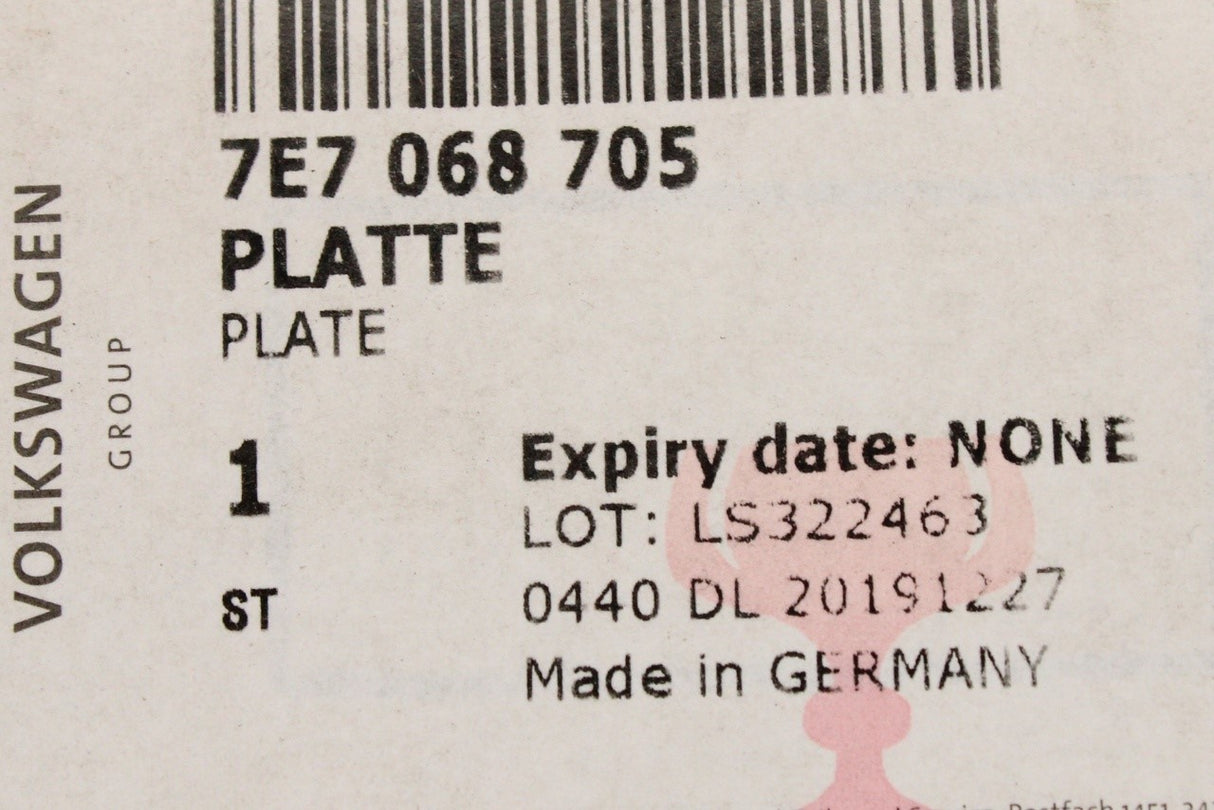 7E7 068 705
PLATTE
PLATE
1
ST
Expiry date: NONE
LOT: LS322463
0440 DL 20191227
Made in GERMANY
VOLKSWAGEN
GROUP